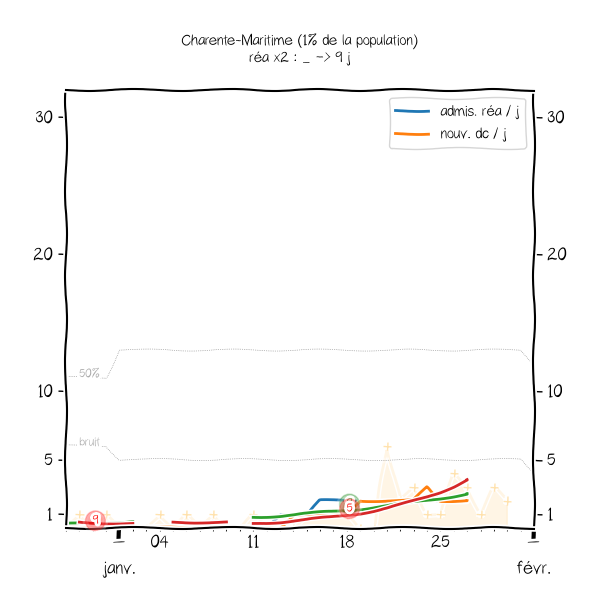 Charente-Maritime (1% de la population)
réa x2 : _ -> 9 j
admis. réa / j
nouv. dc / j
30
30
20
20
50%
10
10
bruit
5
5
9
5
1
1
04
11
18
25
janv.
févr.